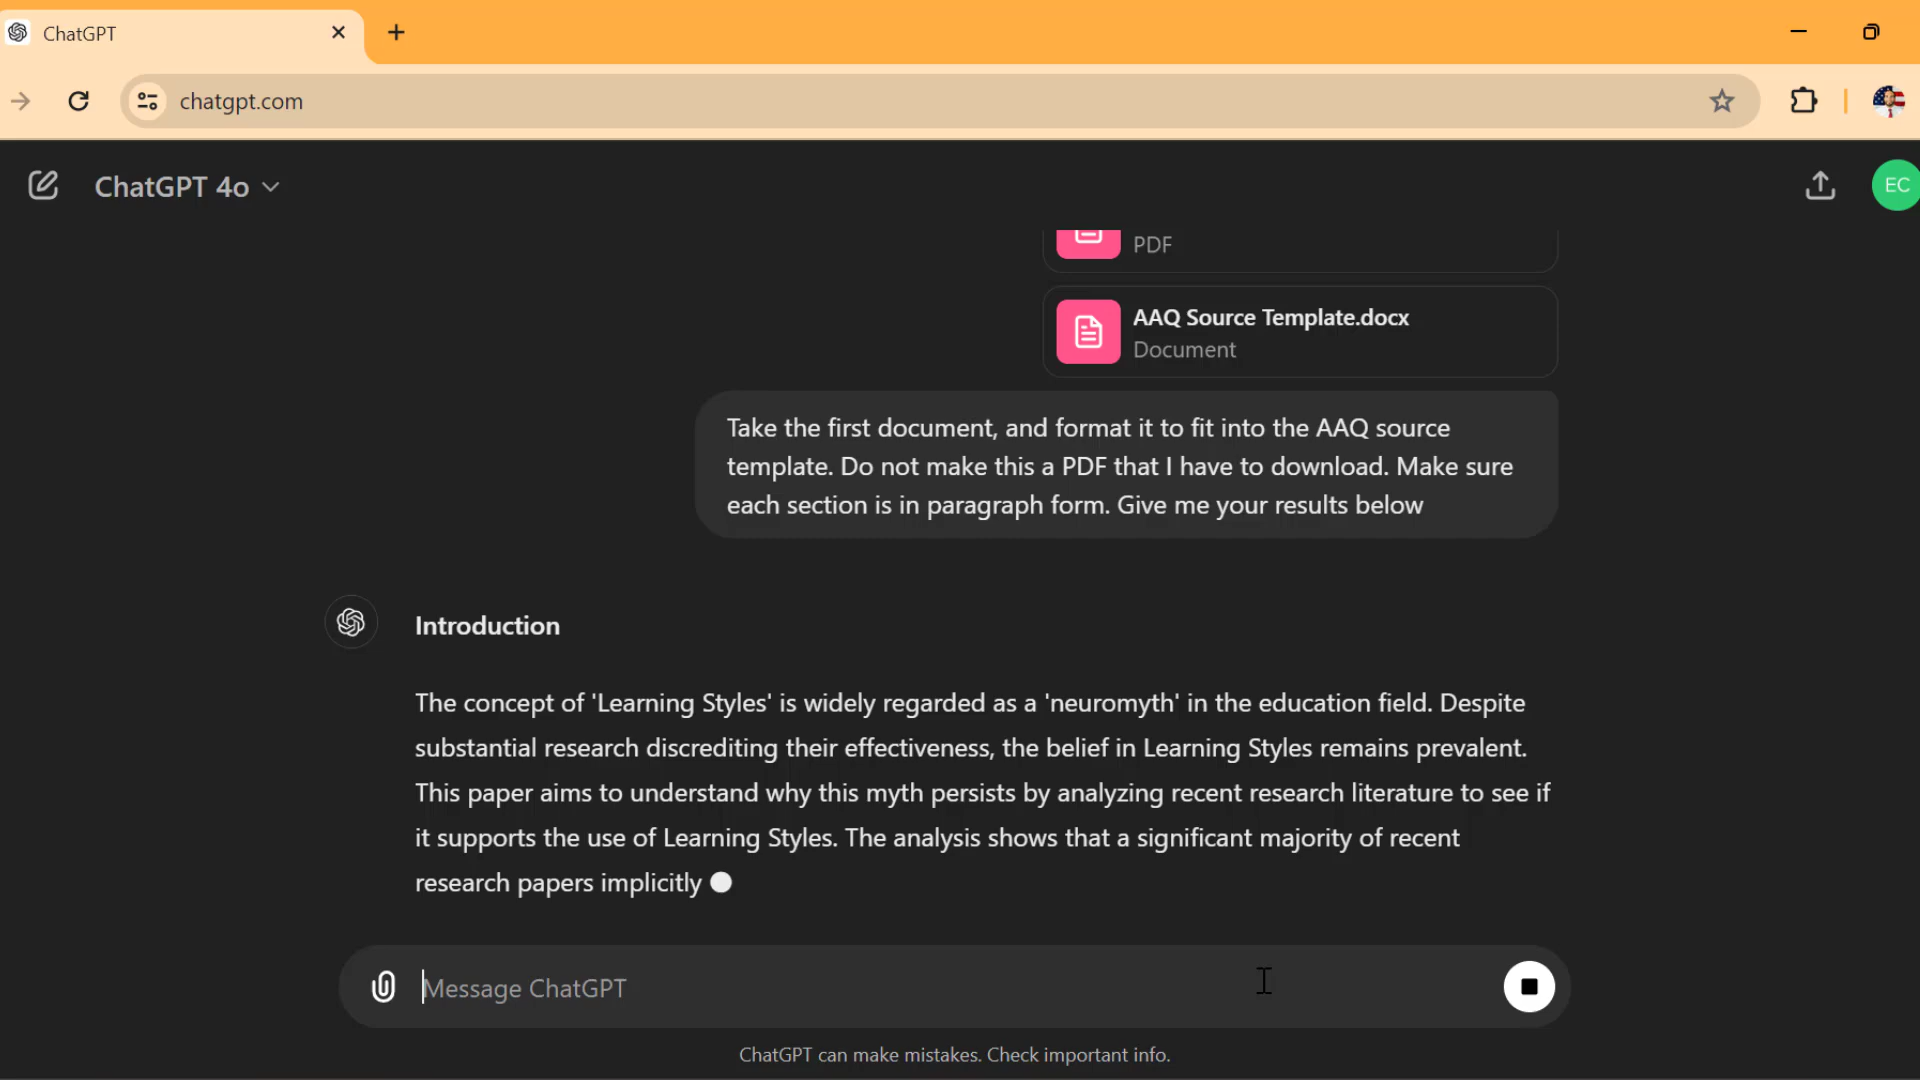 ChatGPT
chatgpt.com
ChatGPT 4o
EC
PDF
AAQ Source Template.docx
Document
Take the first document, and format it to fit into the AAQ source
template. Do not make this a PDF that I have to download. Make sure
each section is in paragraph form. Give me your results below
Introduction
The concept of 'Learning Styles' is widely regarded as a 'neuromyth' in the education field. Despite
substantial research discrediting their effectiveness, the belief in Learning Styles remains prevalent.
This paper aims to understand why this myth persists by analyzing recent research literature to see if
it supports the use of Learning Styles. The analysis shows that a significant majority of recent
research papers implicitly
Message ChatGPT
ChatGPT can make mistakes. Check important info.